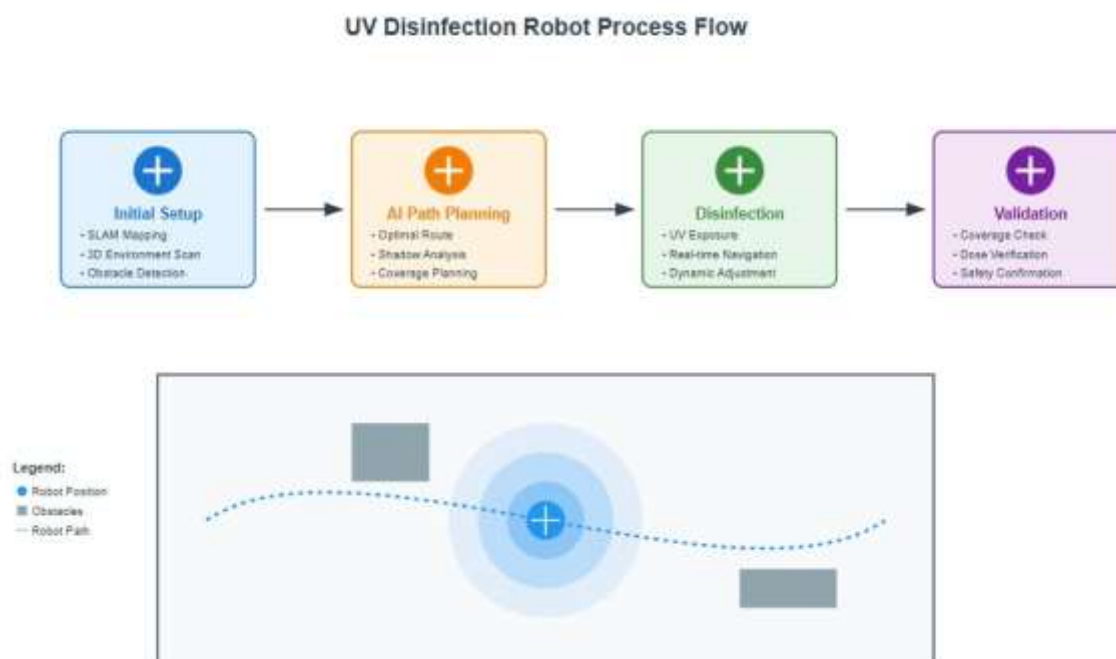 UV Disinfection Robot Process Flow
Initial Setup
• SLAM Mapping
• 3D Environment Scan
• Obstacle Detection
AI Path Planning
• Optimal Route
• Shadow Analysis
• Coverage Planning
Disinfection
• UV Exposure
• Real-time Navigation
• Dynamic Adjustment
Validation
• Coverage Check
• Dose Verification
• Safety Confirmation
Legend:
Robot Position
Obstacles
Robot Path